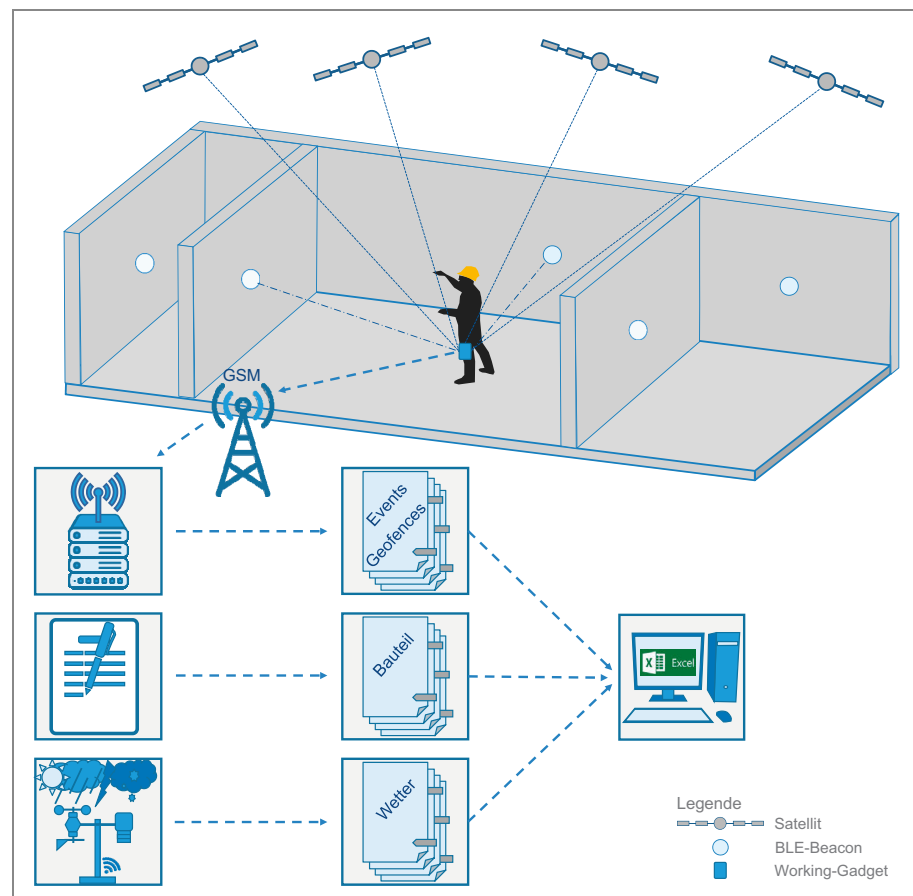 GSM
Events
Geofences
Bauteil
X Excel
Wetter
Legende
Satellit
BLE-Beacon
Working-Gadget